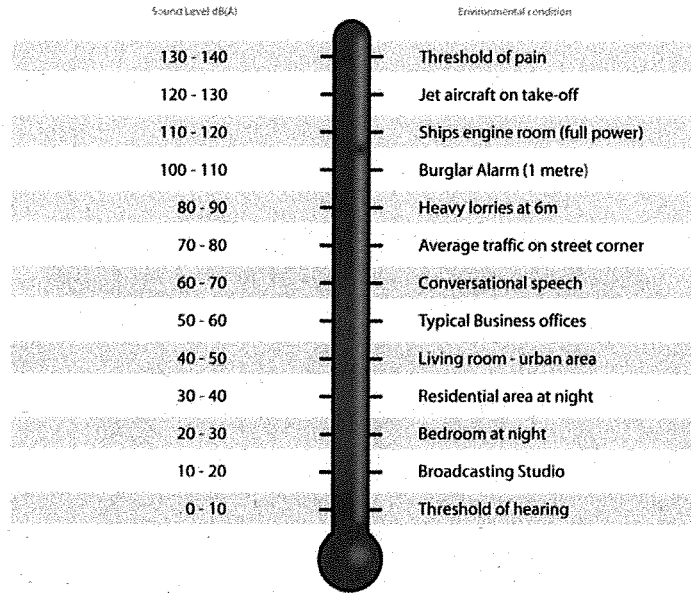 Sound Level dB(A) Environmental condition
130 - 140 Threshold of pain
120 - 130 Jet aircraft on take-off
110 - 120 Ships engine room (full power)
100 - 110 Burglar Alarm (1 metre)
80 - 90 Heavy lorries at 6m
70 - 80 Average traffic on street corner
60 - 70 Conversational speech
50 - 60 Typical Business offices
40 - 50 Living room - urban area
30 - 40 Residential area at night
20 - 30 Bedroom at night
10 - 20 Broadcasting Studio
0 - 10 Threshold of hearing